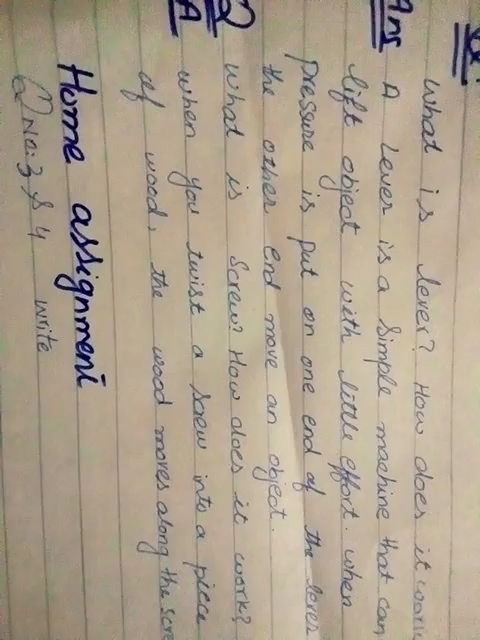 Q.
What is lever? How does it work
Ans A Lever is a Simple machine that can
lift object with little effort. when
pressure is put on one end of the lever
the other end move an object.
Q What is Screw? How does it work?
A when you twist a screw into a piece
of wood, the wood moves along the scre
Home assignment
Q No: 3 & 4 write